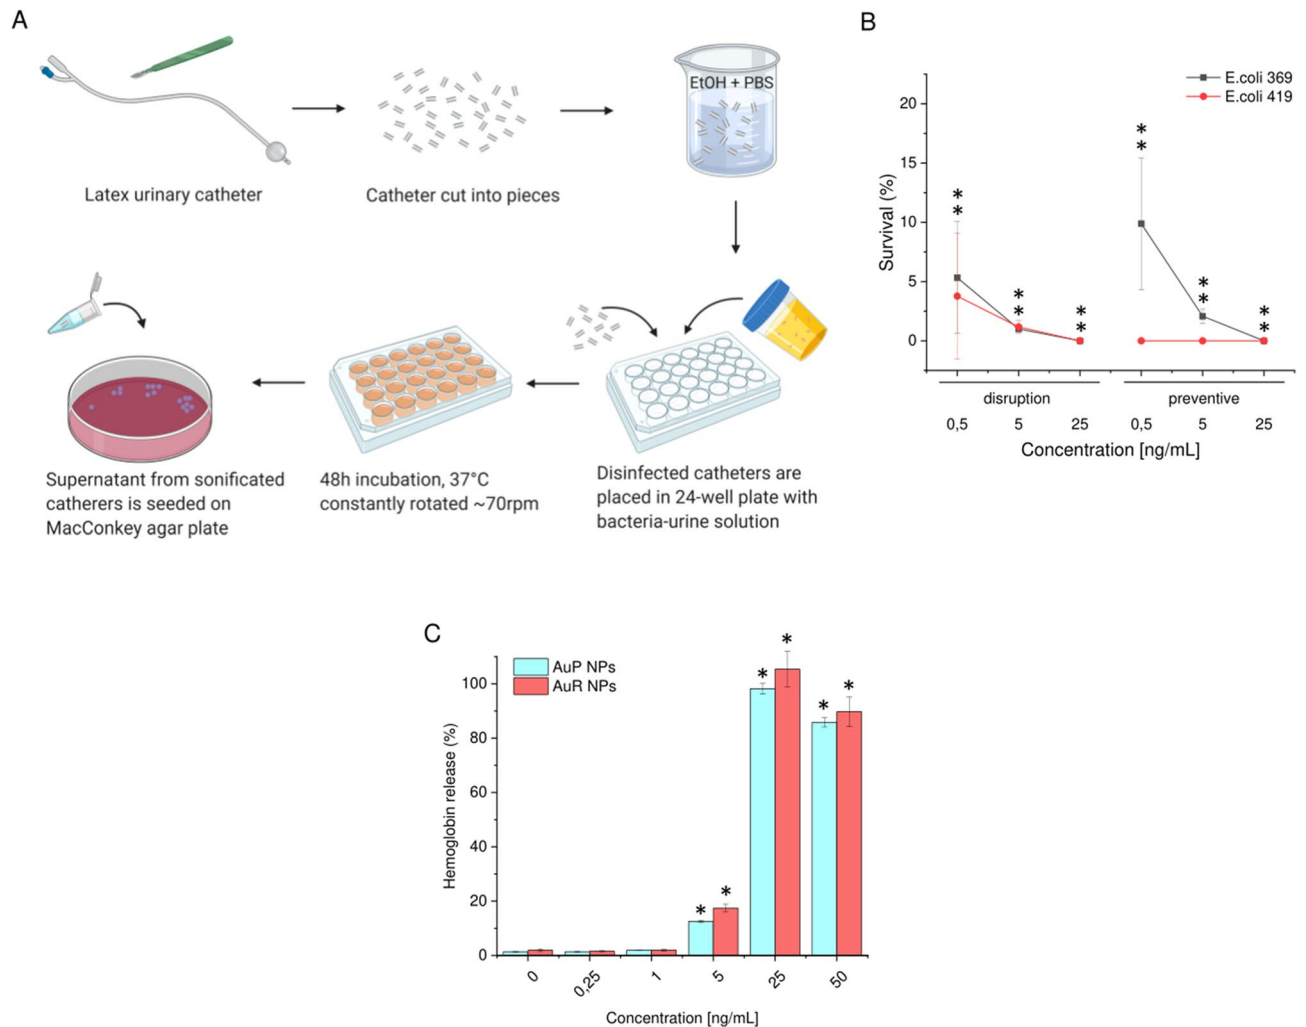 A
Latex urinary catheter
Catheter cut into pieces
EtOH + PBS
Supernatant from sonificated
catherers is seeded on
MacConkey agar plate
48h incubation, 37°C
constantly rotated ~70rpm
Disinfected catheters are
placed in 24-well plate with
bacteria-urine solution
B
E.coli 369
E.coli 419
Survival (%)
20
15
10
5
0
* * * * * *
* * * * * *
disruption preventive
0,5 5 25 0,5 5 25
Concentration [ng/mL]
C
AuP NPs
AuR NPs
Hemoglobin release (%)
100
80
60
40
20
0
* * * * * *
0 0,25 1 5 25 50
Concentration [ng/mL]